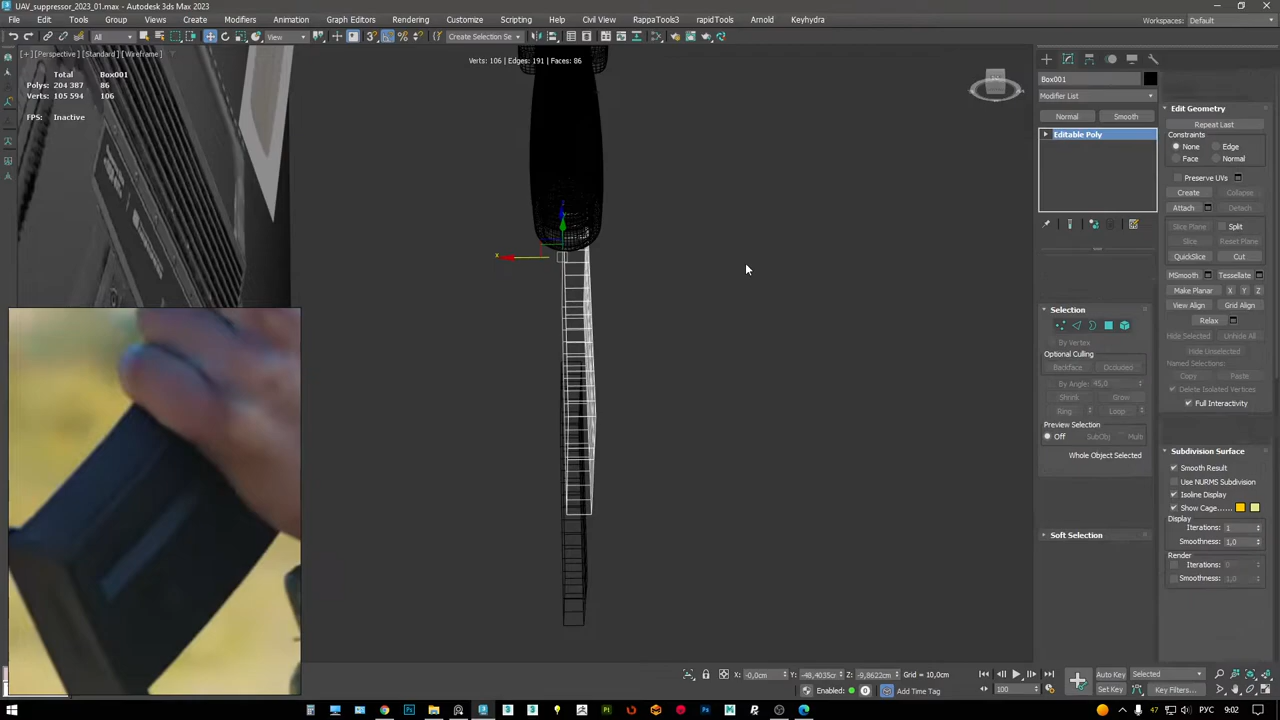 UAV_suppressor_2023_01.max - Autodesk 3ds Max 2023
File Edit Tools Group Views Create Modifiers Animation Graph Editors Rendering Customize Scripting Help Civil View RappaTools3 rapidTools Arnold Keyhydra
Workspaces: Default
All View Create Selection Se
[+] [Perspective] [Standard] [Wireframe]
Total Box001
Polys: 204 387 86
Verts: 105 594 106
FPS: Inactive
Verts: 106 | Edges: 191 | Faces: 86
x
Box001
Modifier List
Normal Smooth
Editable Poly
Selection
By Vertex
Optional Culling
Backface Occluded
By Angle: 45,0
Shrink Grow
Ring Loop
Preview Selection
Off SubObj Multi
Whole Object Selected
Soft Selection
Edit Geometry
Repeat Last
Constraints
None Edge
Face Normal
Preserve UVs
Create Collapse
Attach Detach
Slice Plane Split
Slice Reset Plane
QuickSlice Cut
MSmooth Tessellate
Make Planar X Y Z
View Align Grid Align
Relax
Hide Selected Unhide All
Hide Unselected
Named Selections:
Copy Paste
Delete Isolated Vertices
Full Interactivity
Subdivision Surface
Smooth Result
Use NURMS Subdivision
Isoline Display
Show Cage......
Display
Iterations: 1
Smoothness: 1,0
Render
Iterations: 0
Smoothness: 1,0
X: -0,0cm Y: -48,4035cr Z: -9,8622cm Grid = 10,0cm
Enabled: Add Time Tag
100
Auto Key Selected
Set Key Key Filters...
РУС 9:02